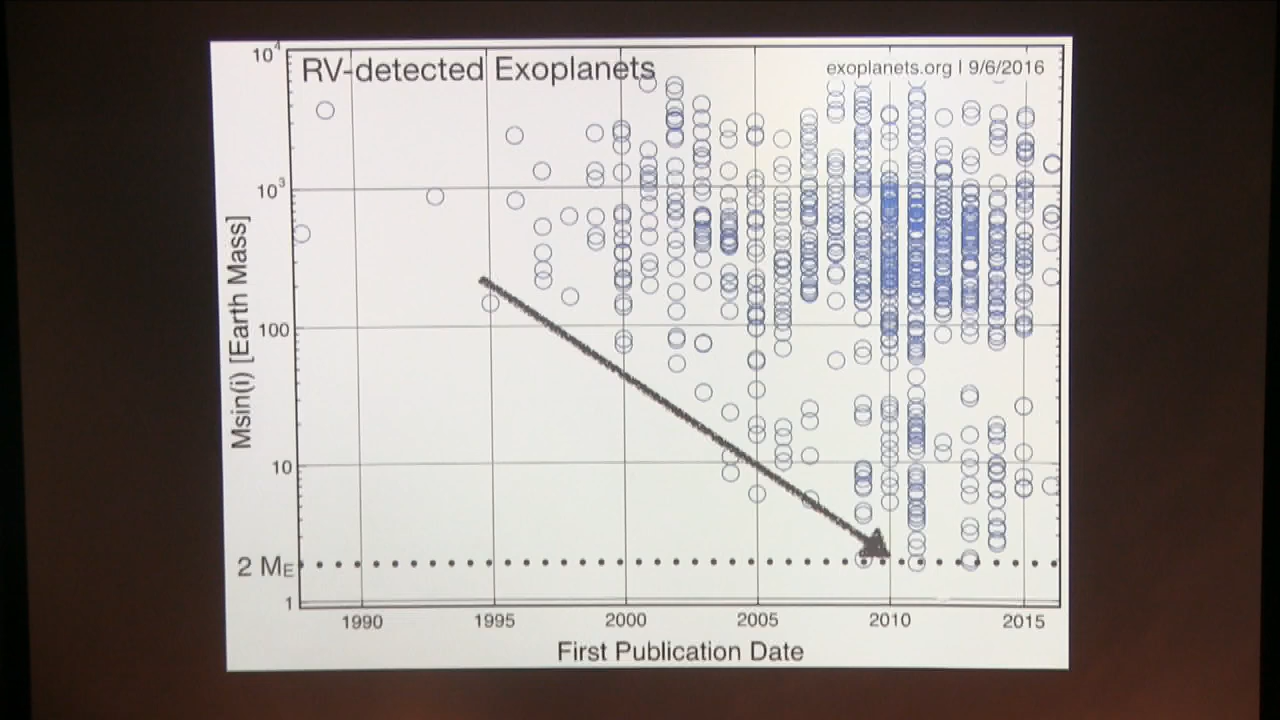 10⁴
RV-detected Exoplanets
exoplanets.org | 9/6/2016
10³
100
10
2 ME
1
Msin(i) [Earth Mass]
1990 1995 2000 2005 2010 2015
First Publication Date